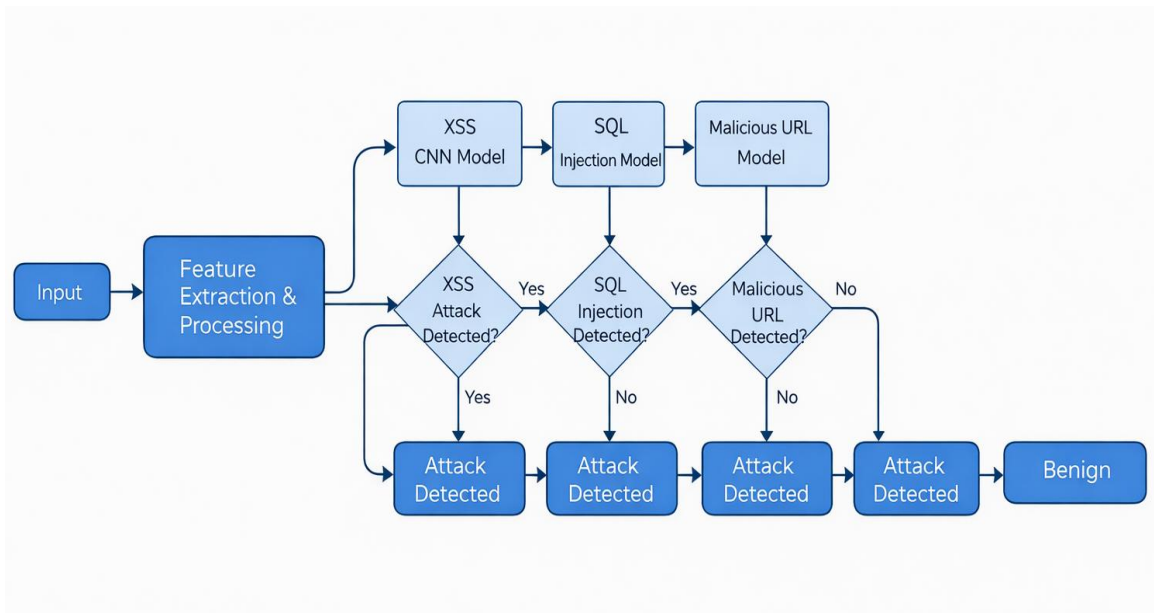 XSS
CNN Model
SQL
Injection Model
Malicious URL
Model
Input
Feature
Extraction &
Processing
XSS
Attack
Detected?
Yes
SQL
Injection
Detected?
Yes
Malicious
URL
Detected?
No
Yes
No
No
Attack
Detected
Attack
Detected
Attack
Detected
Attack
Detected
Benign